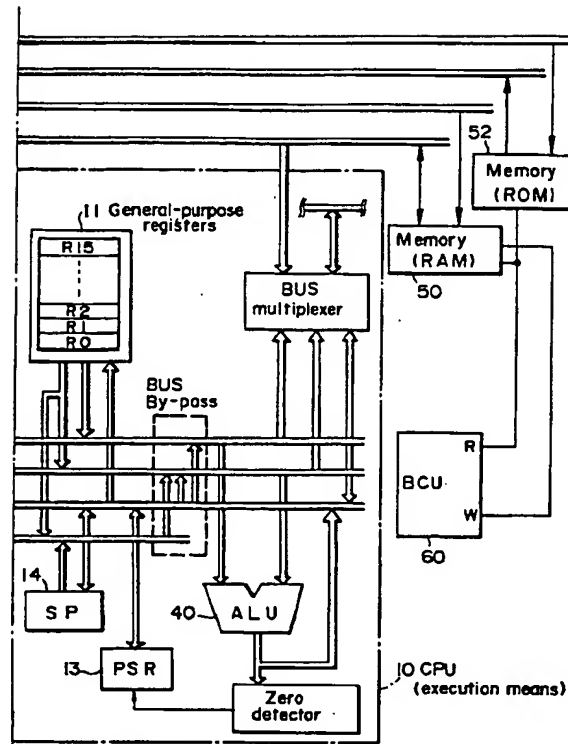 52
Memory
(ROM)
11 General-purpose
registers
R15
R2
R1
R0
BUS
multiplexer
Memory
(RAM)
50
BUS
By-pass
R
BCU
W
60
14
SP
40
ALU
13
PSR
Zero
detector
10 CPU
(execution means)